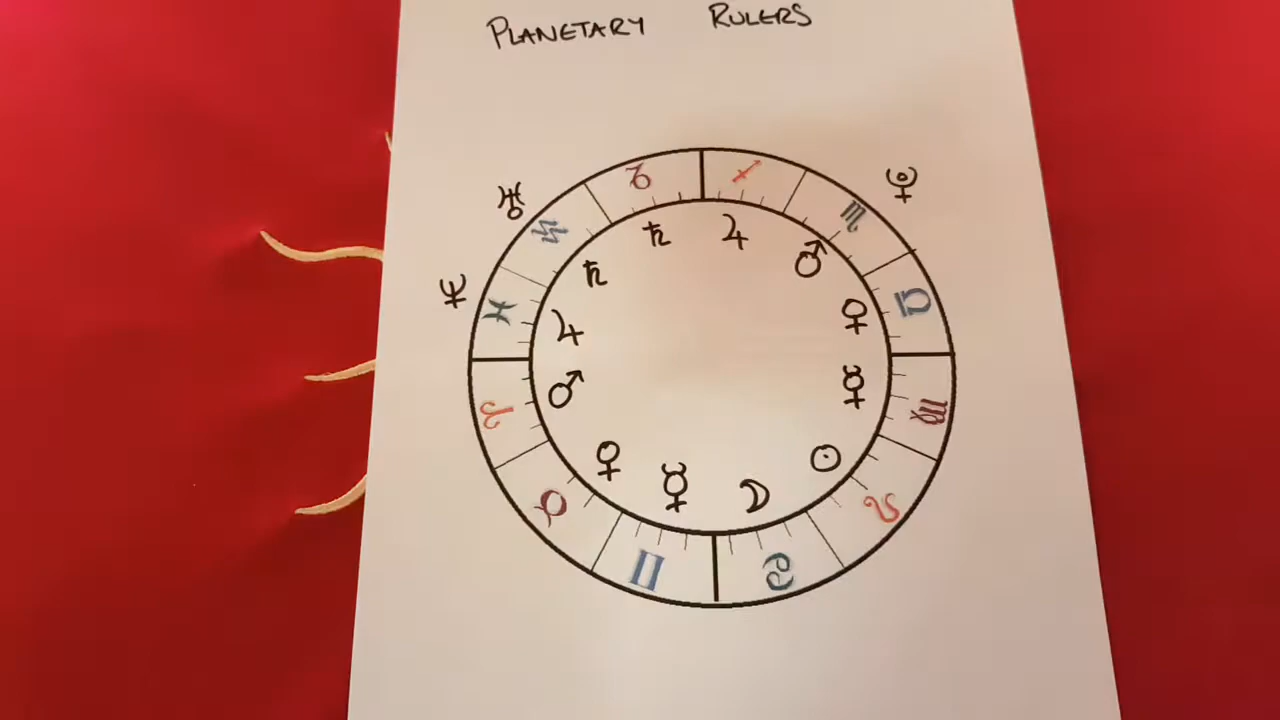 PLANETARY RULERS
♅ ♑ ♐ ♏ ♇
♒ ♄ ♃ ♂
♆ ♓ ♄ ♀ ♎
♃
♈ ♂ ☿ ♍
♉ ♀ ☿ ☽ ☉ ♌
♊ ♋